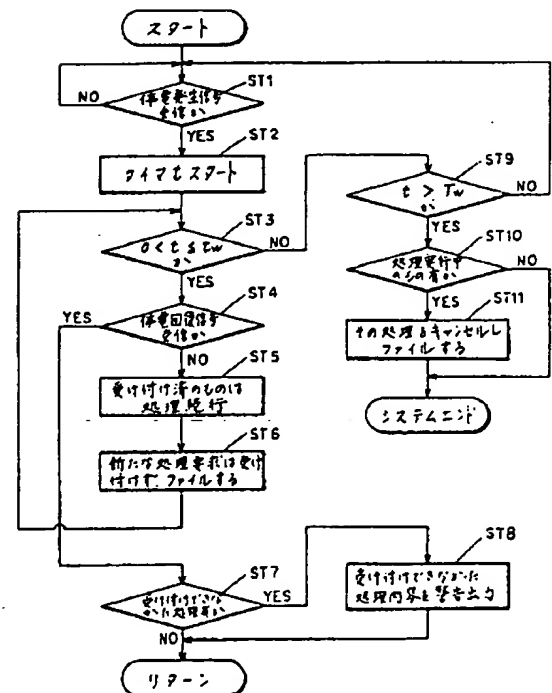 スタート
ST1
停電発生信号
受信か
NO
YES
ST2
タイマtスタート
ST3
0<t≦tw
か
NO
YES
ST4
停電回復信号
受信か
YES
NO
ST5
受け付け済のものは
処理続行
ST6
新たな処理要求は受け
付けず、ファイルする
ST7
受け付けできな
かった処理有か
YES
NO
リターン
ST8
受け付けできなかった
処理内容を警告出力
ST9
t > Tw
か
NO
YES
ST10
処理実行中
のもの有か
NO
YES
ST11
その処理をキャンセルし
ファイルする
システムエンド